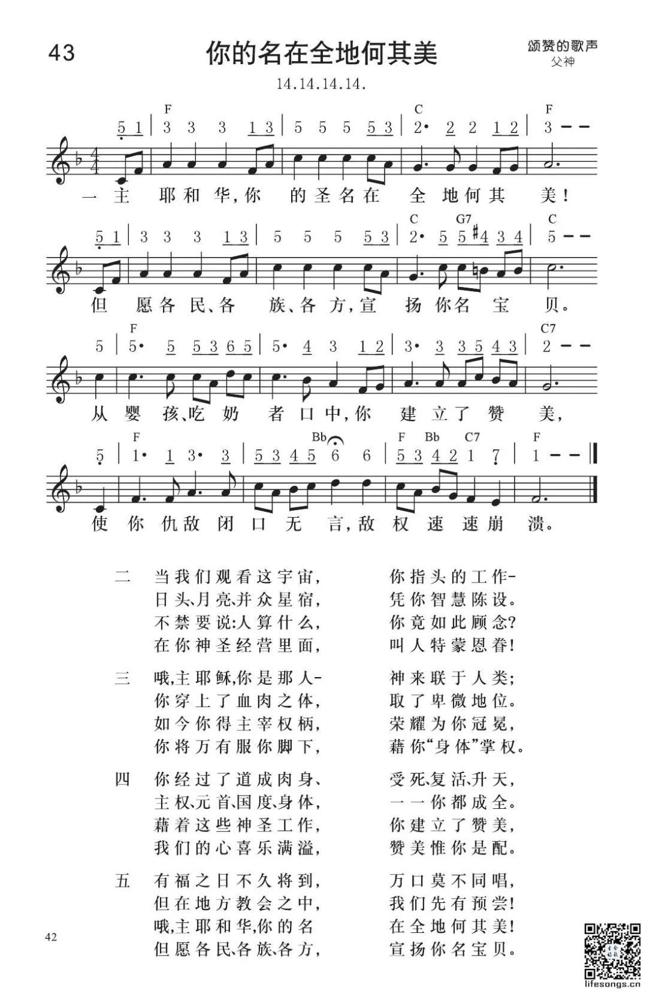 43
你的名在全地何其美
颂赞的歌声
父神
14.14.14.14.
F C F
5̣ 1 | 3 3 3 1 3 | 5 5 5 5 3 | 2• 2 2 1 2 | 3 – –
一 主 耶和华,你 的圣名在 全地何其 美!
C G7 C
5̣ 1 | 3 3 3 1 3 | 5 5 5 5 3 | 2• 5 5 #4 3 4 | 5 – –
但 愿各民、各 族、各方,宣 扬你名宝 贝。
F C7
5 | 5• 5 5 3 6 5 | 5• 4 3 1 2 | 3• 3 3 5 4 3 | 2 – –
从 婴孩、吃奶 者口中,你 建立了赞 美,
F Bb F Bb C7 F
5̣ | 1• 1 3• 3 | 5 3 4 5 6 6 | 5 3 4 2 1 7̣ | 1 – –
使 你仇敌闭 口无言,敌 权速速崩 溃。
二 当我们观看这宇宙, 你指头的工作–
日头、月亮、并众星宿, 凭你智慧陈设。
不禁要说:人算什么, 你竟如此顾念?
在你神圣经营里面, 叫人特蒙恩眷!
三 哦,主耶稣,你是那人– 神来联于人类;
你穿上了血肉之体, 取了卑微地位。
如今你得主宰权柄, 荣耀为你冠冕,
你将万有服你脚下, 藉你“身体”掌权。
四 你经过了道成肉身、 受死、复活、升天,
主权、元首、国度、身体, 一一你都成全。
藉着这些神圣工作, 你建立了赞美,
我们的心喜乐满溢, 赞美惟你是配。
五 有福之日不久将到, 万口莫不同唱,
但在地方教会之中, 我们先有预尝!
哦,主耶和华,你的名 在全地何其美!
但愿各民、各族、各方, 宣扬你名宝贝。
42
lifesongs.cn